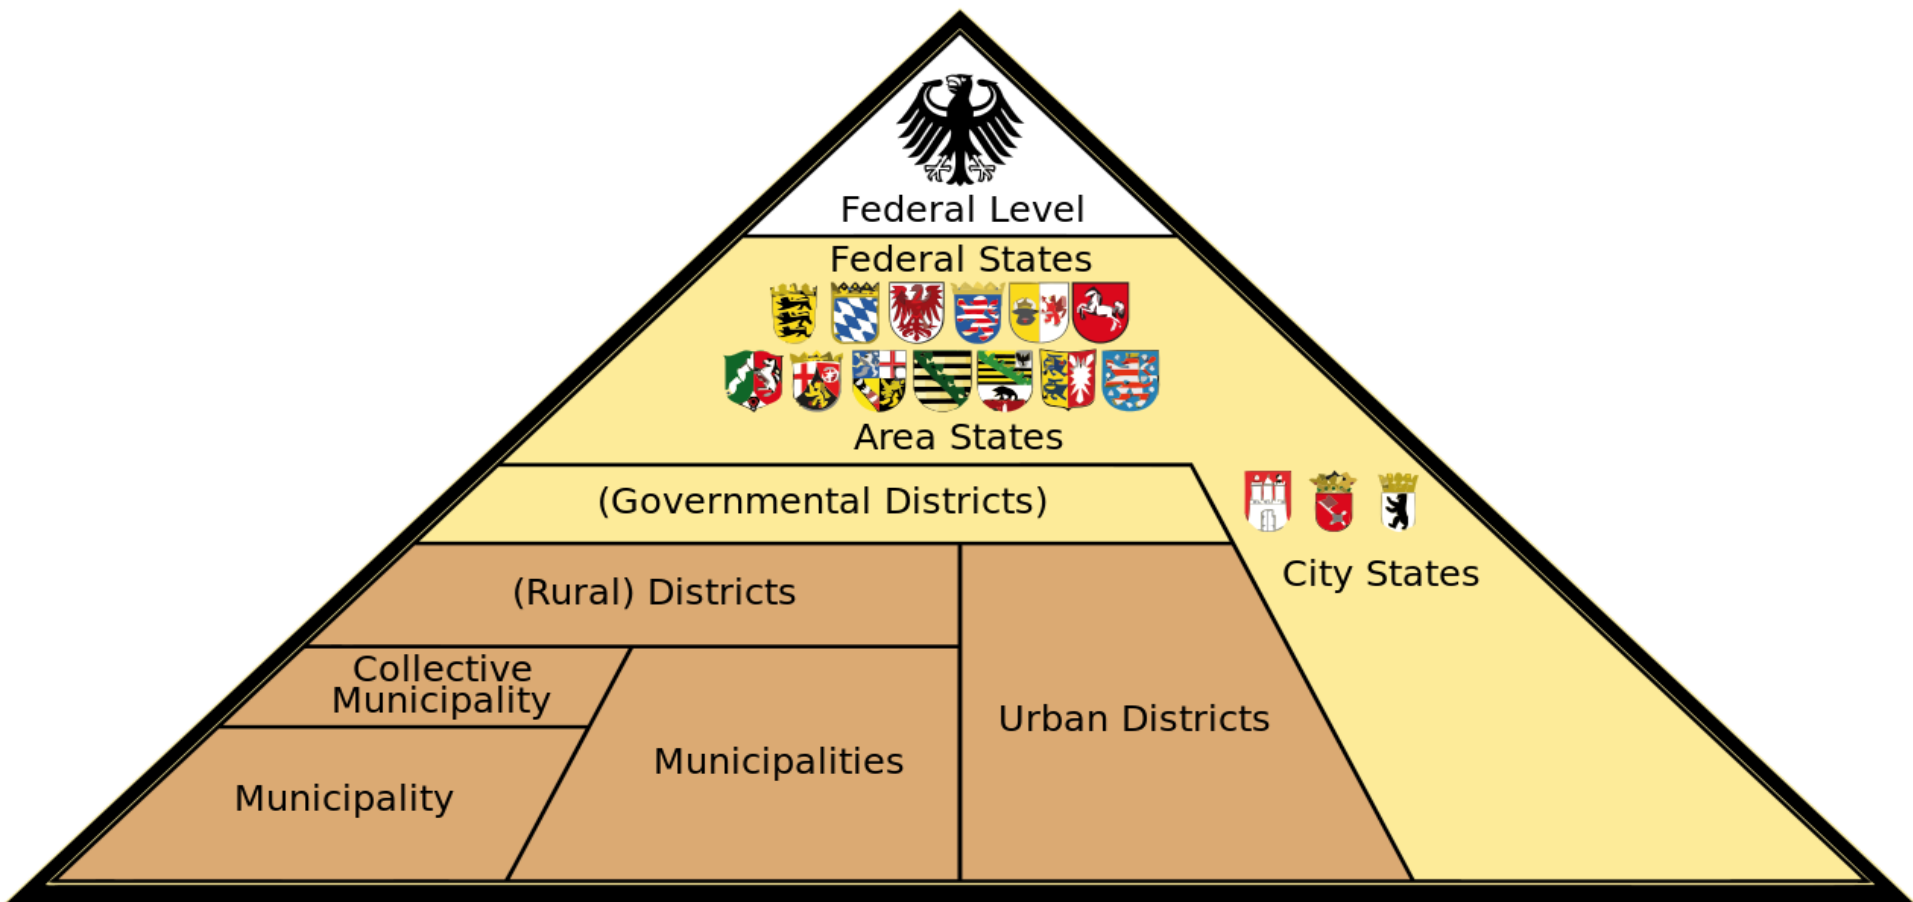 Federal Level
Federal States
Area States
(Governmental Districts)
City States
(Rural) Districts
Collective
Municipality
Urban Districts
Municipalities
Municipality